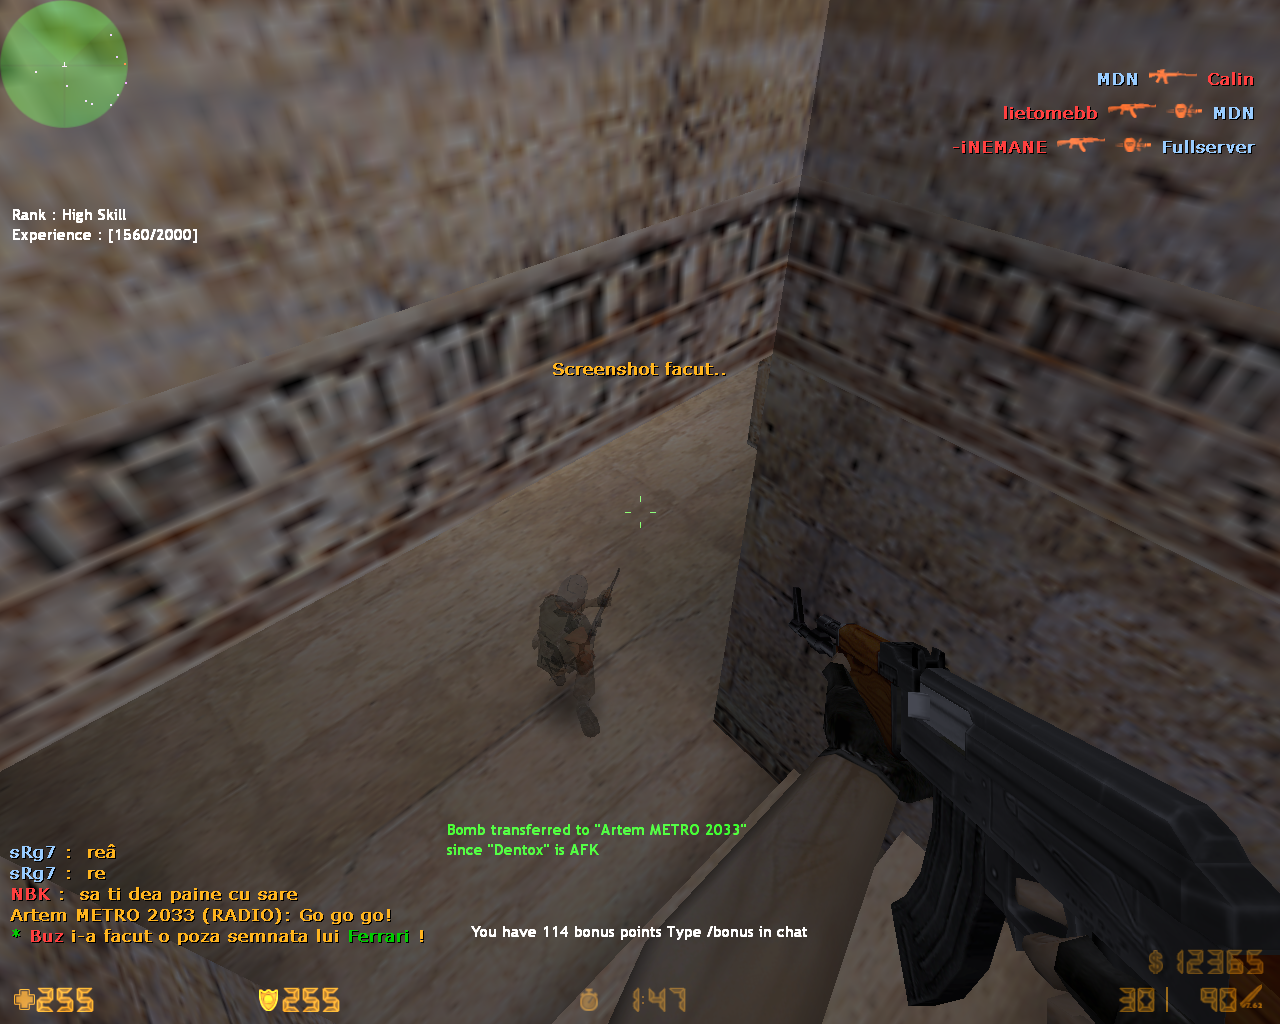 MDN Calin
lietomebb MDN
-iNEMANE Fullserver
Rank : High Skill
Experience : [1560/2000]
Screenshot facut..
Bomb transferred to "Artem METRO 2033"
since "Dentox" is AFK
sRg7 : reâ
sRg7 : re
NBK : sa ti dea paine cu sare
Artem METRO 2033 (RADIO): Go go go!
* Buz i-a facut o poza semnata lui Ferrari !
You have 114 bonus points Type /bonus in chat
$ 12365
255 255 1:47 30| 90